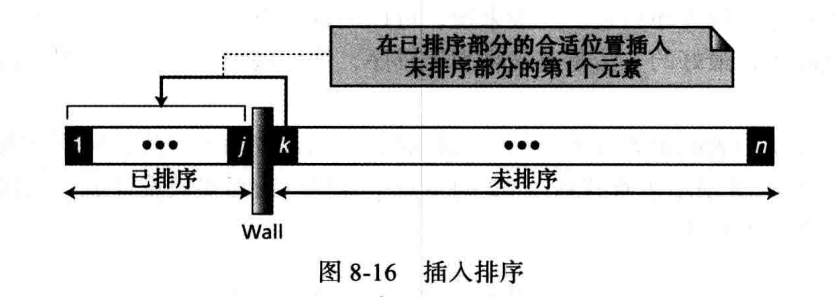 在已排序部分的合适位置插入
未排序部分的第1个元素
1 ••• j k ••• n
已排序 未排序
Wall
图 8-16 插入排序